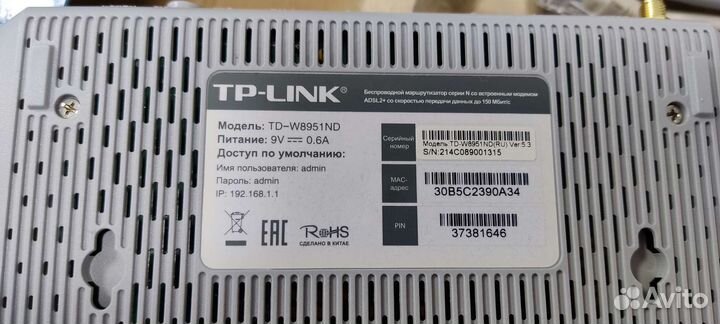 TP-LINK®
Беспроводной маршрутизатор серии N со встроенным модемом
ADSL2+ со скоростью передачи данных до 150 Мбит/с
Модель: TD-W8951ND
Питание: 9V⎓0.6A
Доступ по умолчанию:
Имя пользователя: admin
Пароль: admin
IP: 192.168.1.1
EAC
RoHS
СДЕЛАНО В КИТАЕ
Серийный
номер
Модель:TD-W8951ND(RU) Ver:5.3
S/N:214C089001315
MAC-
адрес
30B5C2390A34
PIN
37381646
Avito